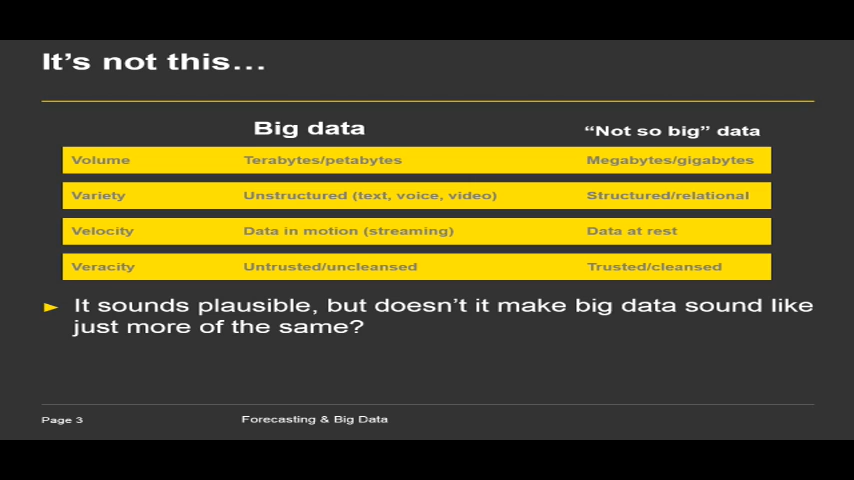 It's not this…
Big data “Not so big” data
Volume Terabytes/petabytes Megabytes/gigabytes
Variety Unstructured (text, voice, video) Structured/relational
Velocity Data in motion (streaming) Data at rest
Veracity Untrusted/uncleansed Trusted/cleansed
► It sounds plausible, but doesn't it make big data sound like
just more of the same?
Page 3 Forecasting & Big Data